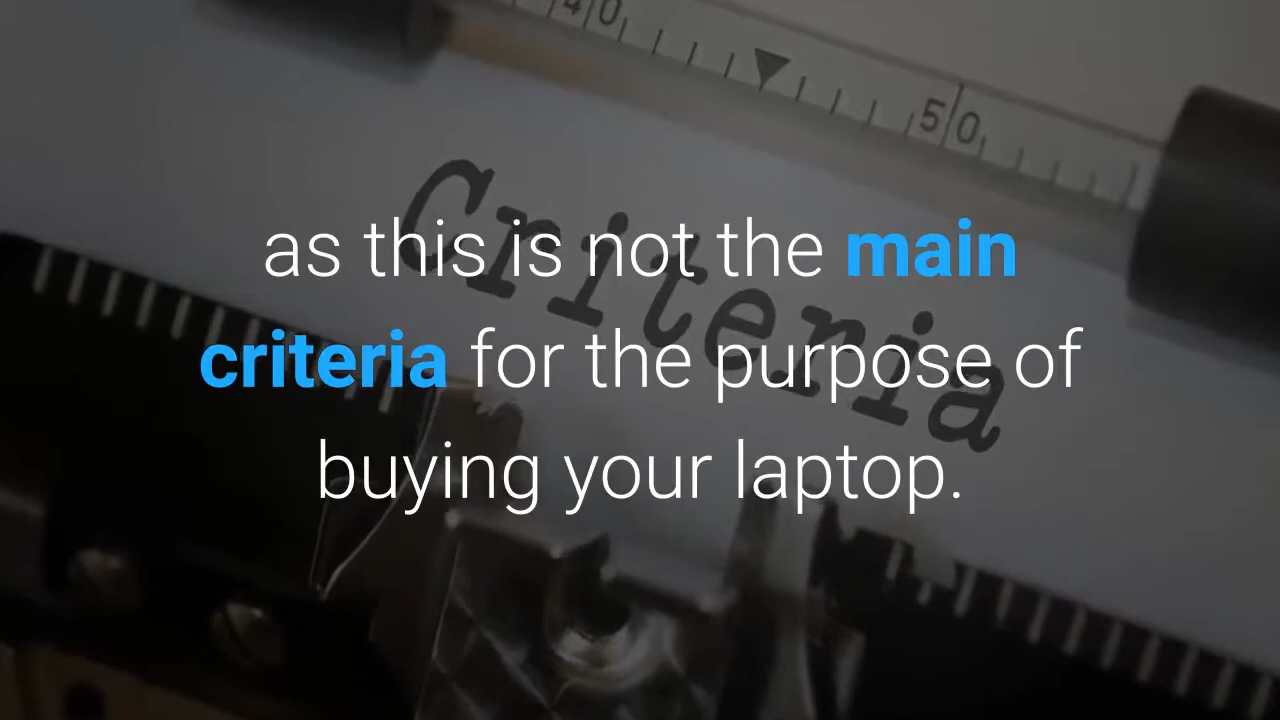 40
50
Criteria
as this is not the main
criteria for the purpose of
buying your laptop.